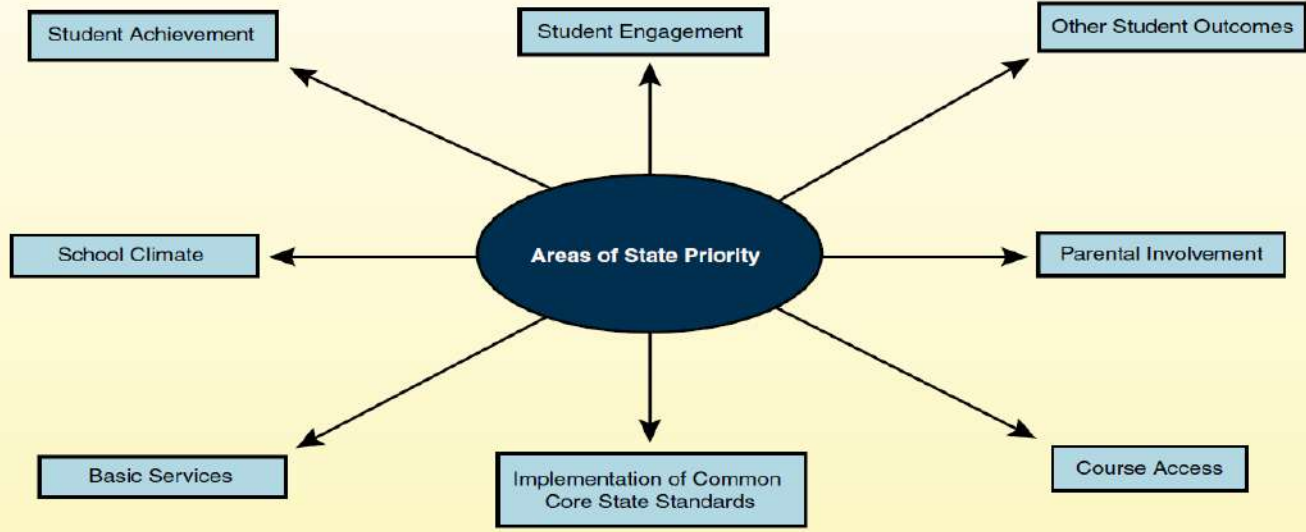 Student Achievement
Student Engagement
Other Student Outcomes
School Climate
Areas of State Priority
Parental Involvement
Basic Services
Implementation of Common
Core State Standards
Course Access